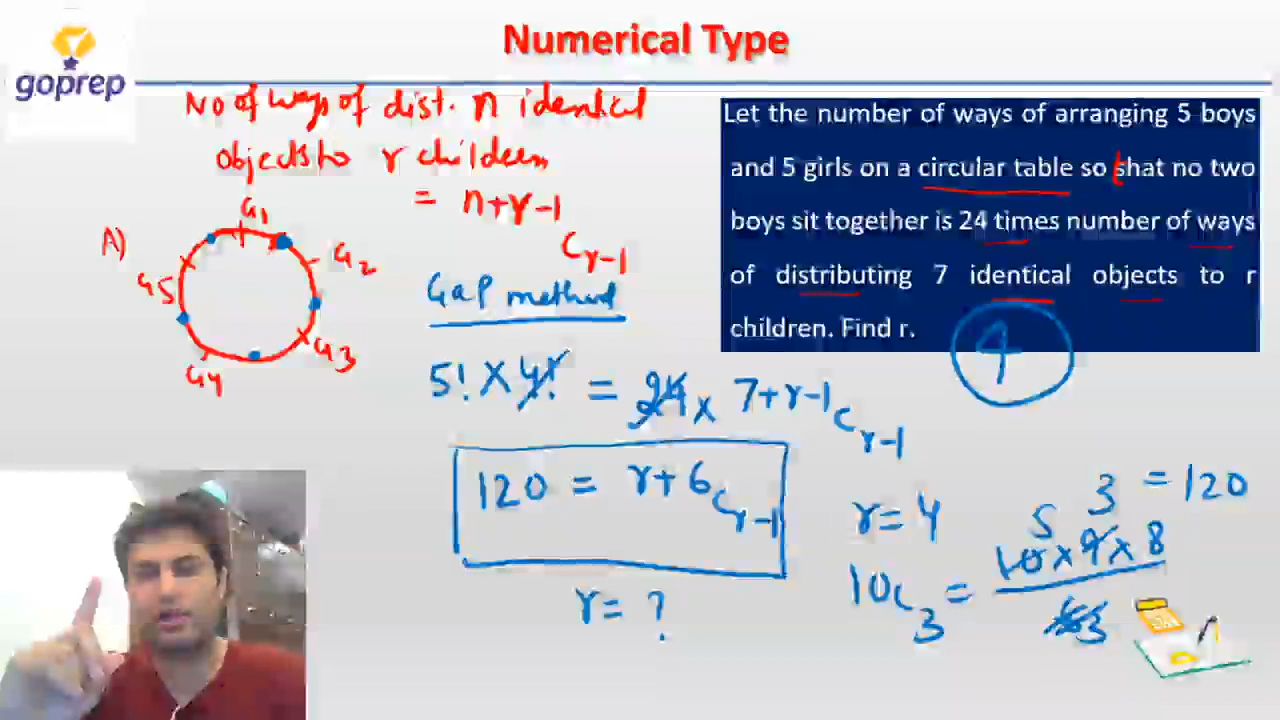 Numerical Type
goprep
No of ways of dist. n identical
objects to r children
= n+r-1
C r-1
Let the number of ways of arranging 5 boys
and 5 girls on a circular table so that no two
boys sit together is 24 times number of ways
of distributing 7 identical objects to r
children. Find r.
A)
G1
G2
G3
G4
G5
GaP method
5! × 4! = 24 × 7+r-1 C r-1
120 = r+6 C r-1
r = ?
4
r = 4
10C3 = 10×9×8
5 3 = 120